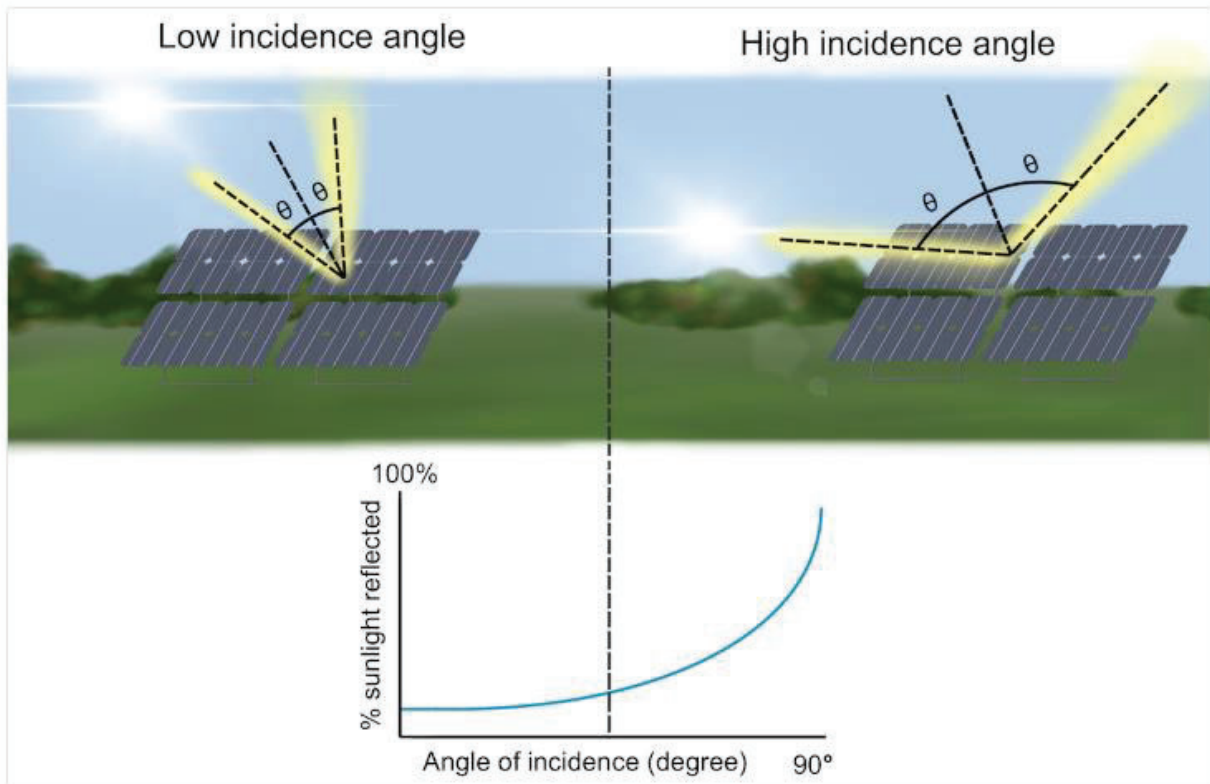 Low incidence angle
High incidence angle
θ
θ
θ
θ
100%
% sunlight reflected
Angle of incidence (degree)
90°